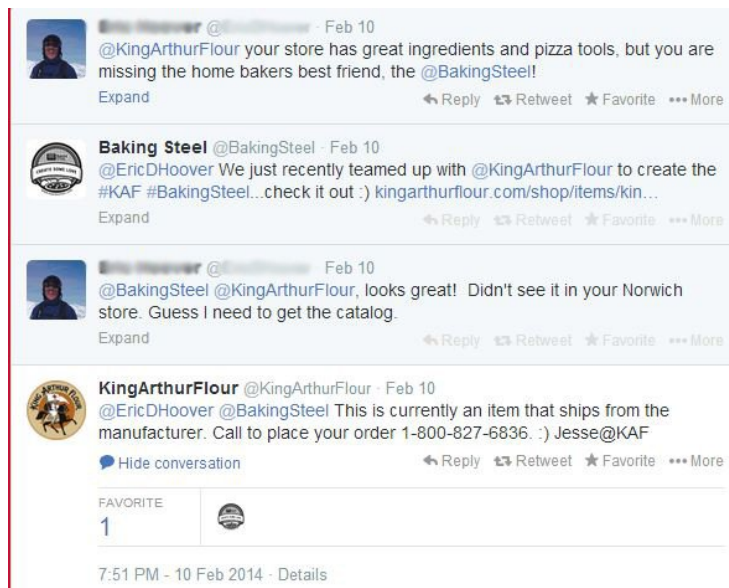 @ · Feb 10
@KingArthurFlour your store has great ingredients and pizza tools, but you are
missing the home bakers best friend, the @BakingSteel!
Expand Reply Retweet Favorite More
Baking Steel @BakingSteel · Feb 10
@EricDHoover We just recently teamed up with @KingArthurFlour to create the
#KAF #BakingSteel...check it out :) kingarthurflour.com/shop/items/kin…
Expand Reply Retweet Favorite More
@ · Feb 10
@BakingSteel @KingArthurFlour, looks great! Didn't see it in your Norwich
store. Guess I need to get the catalog.
Expand Reply Retweet Favorite More
KING ARTHUR FLOUR
KingArthurFlour @KingArthurFlour · Feb 10
@EricDHoover @BakingSteel This is currently an item that ships from the
manufacturer. Call to place your order 1-800-827-6836. :) Jesse@KAF
Hide conversation Reply Retweet Favorite More
FAVORITE
1
7:51 PM - 10 Feb 2014 · Details